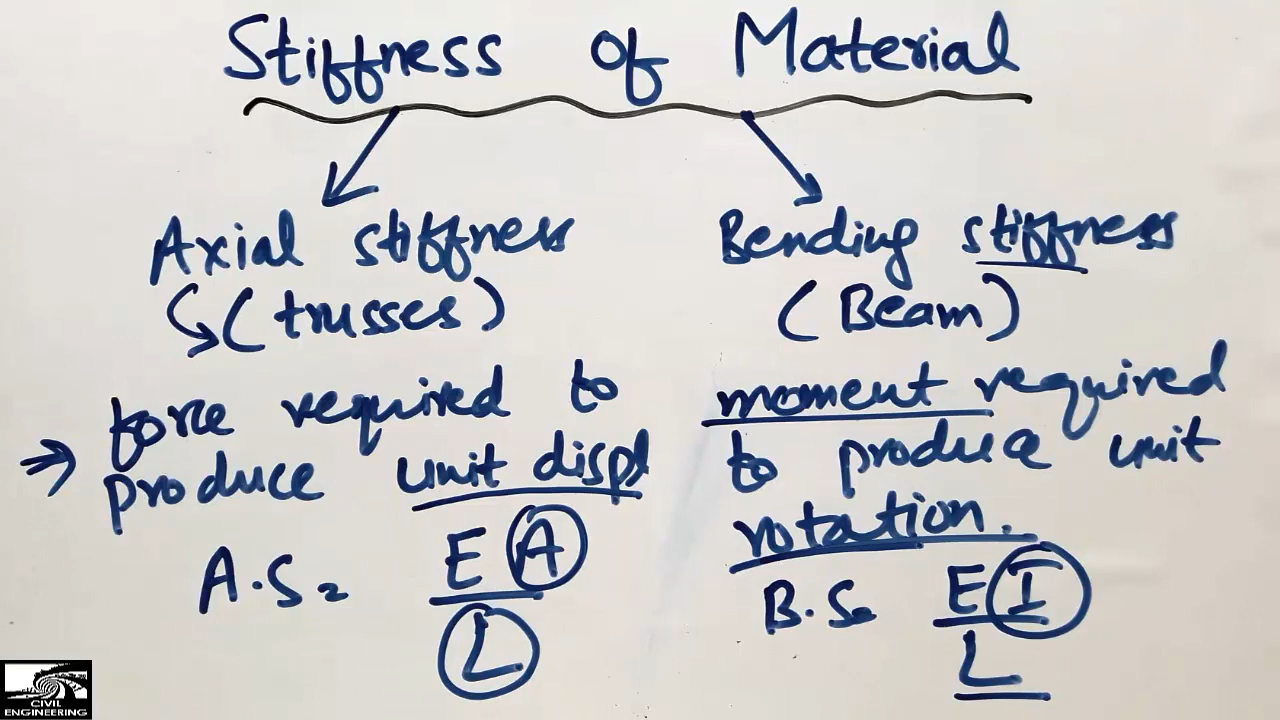 Stiffness of Material
Axial stiffness
(trusses)
force required to
produce unit displ
A.S = EA
L
Bending stiffness
(Beam)
moment required
to produce unit
rotation.
B.S = EI
L
CIVIL
ENGINEERING